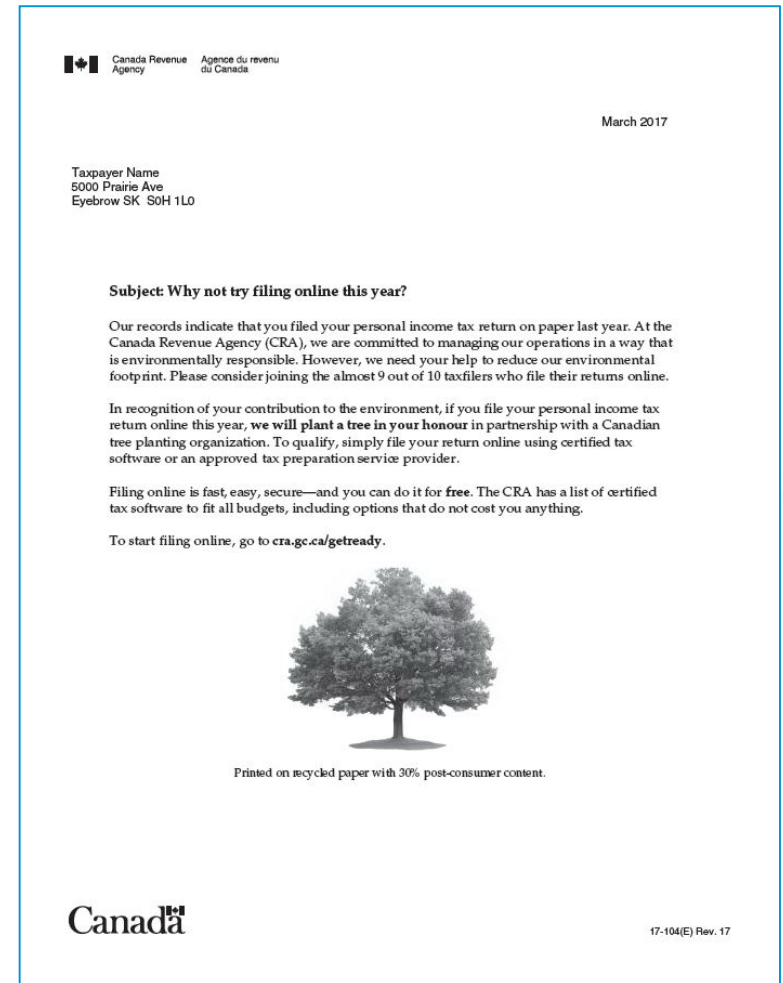 Canada Revenue Agence du revenu
Agency du Canada
March 2017
Taxpayer Name
5000 Prairie Ave
Eyebrow SK S0H 1L0
Subject: Why not try filing online this year?
Our records indicate that you filed your personal income tax return on paper last year. At the
Canada Revenue Agency (CRA), we are committed to managing our operations in a way that
is environmentally responsible. However, we need your help to reduce our environmental
footprint. Please consider joining the almost 9 out of 10 taxfilers who file their returns online.
In recognition of your contribution to the environment, if you file your personal income tax
return online this year, we will plant a tree in your honour in partnership with a Canadian
tree planting organization. To qualify, simply file your return online using certified tax
software or an approved tax preparation service provider.
Filing online is fast, easy, secure—and you can do it for free. The CRA has a list of certified
tax software to fit all budgets, including options that do not cost you anything.
To start filing online, go to cra.gc.ca/getready.
Printed on recycled paper with 30% post-consumer content.
Canada
17-104(E) Rev. 17